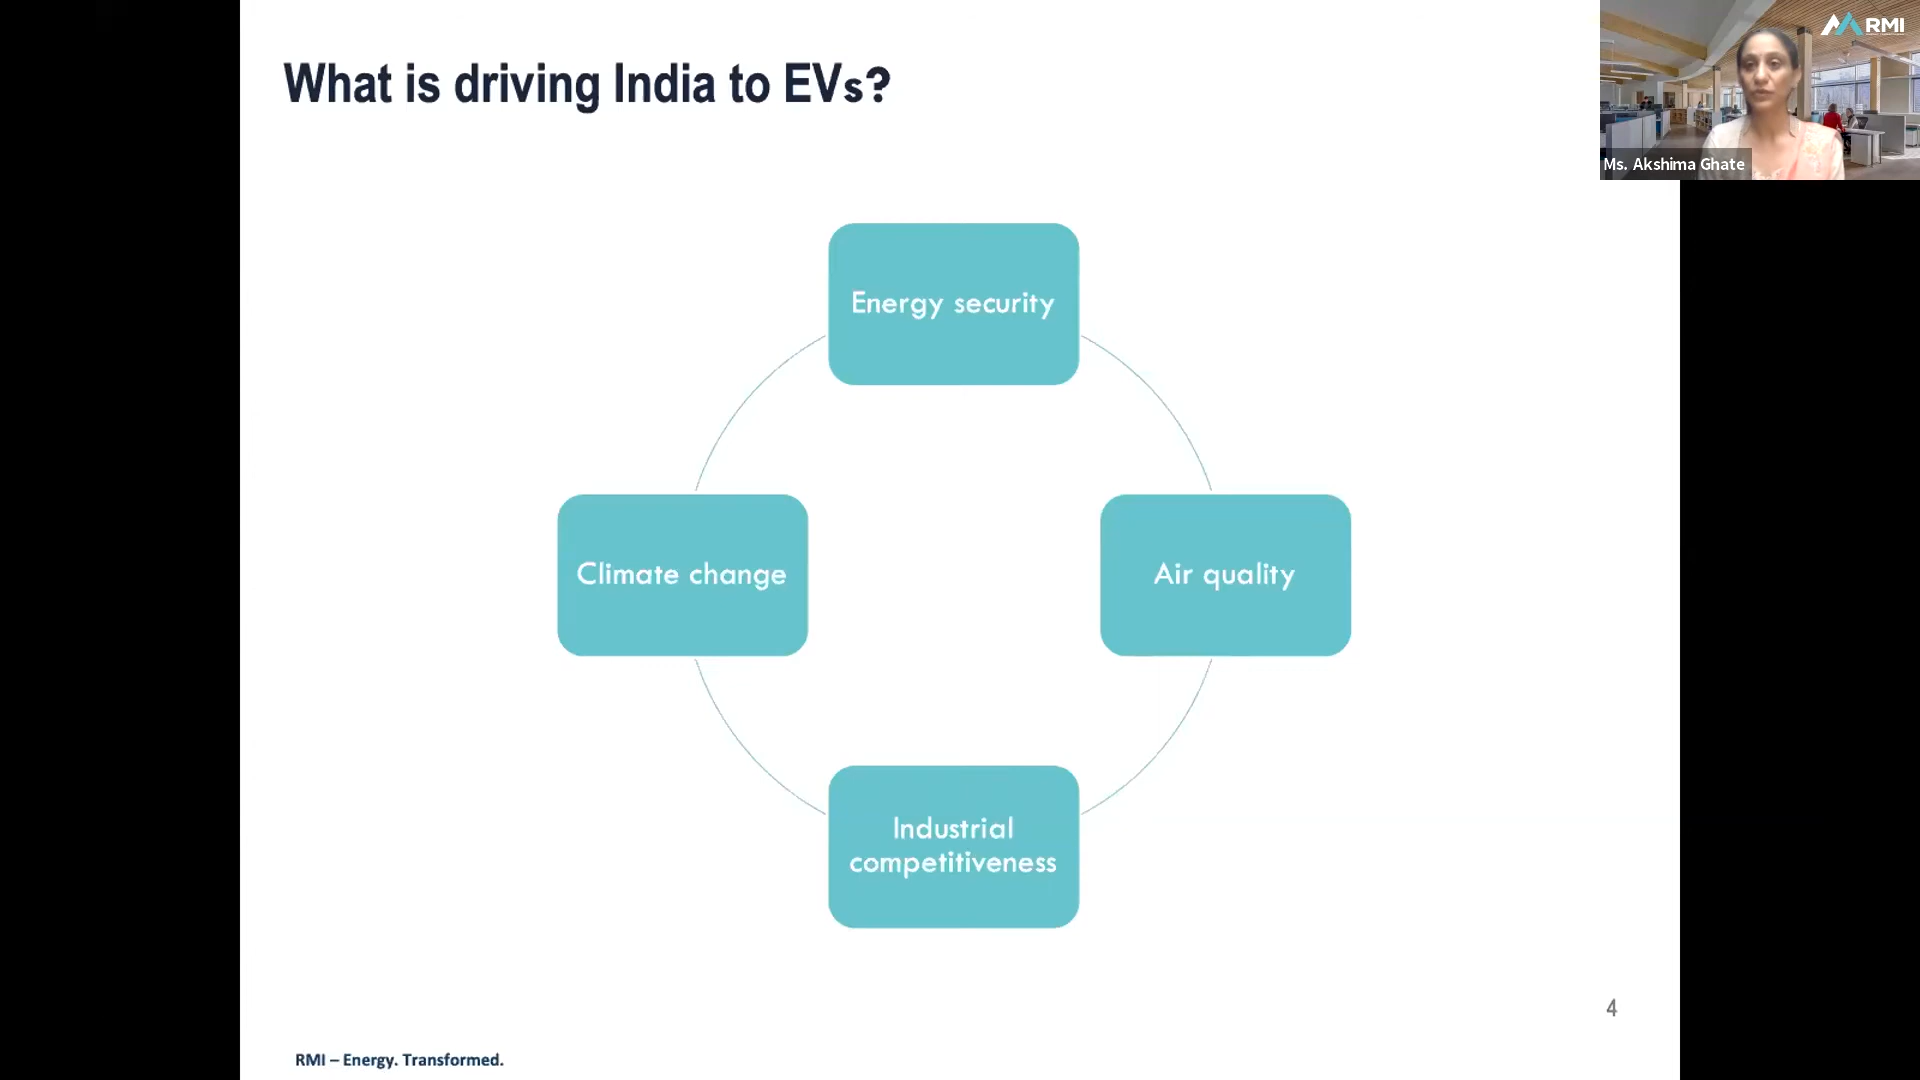 What is driving India to EVs?
RMI
Ms. Akshima Ghate
Energy security
Climate change
Air quality
Industrial
competitiveness
4
RMI – Energy. Transformed.